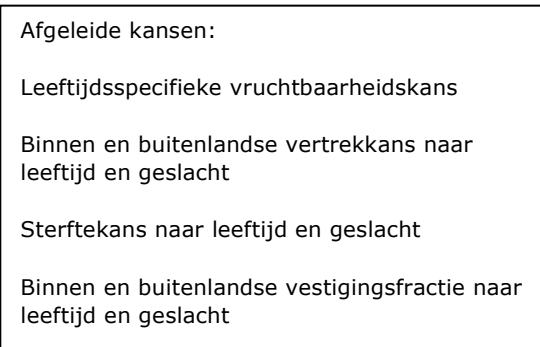 Afgeleide kansen:
Leeftijdsspecifieke vruchtbaarheidskans
Binnen en buitenlandse vertrekkans naar
leeftijd en geslacht
Sterftekans naar leeftijd en geslacht
Binnen en buitenlandse vestigingsfractie naar
leeftijd en geslacht